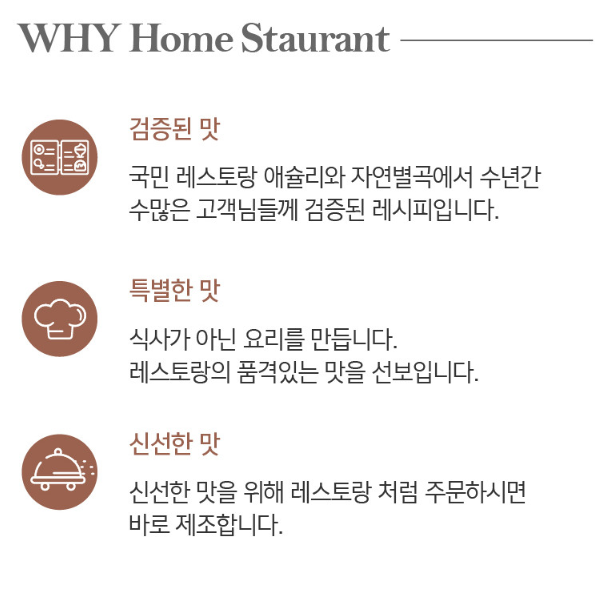 WHY Home Staurant
검증된 맛
국민 레스토랑 애슐리와 자연별곡에서 수년간
수많은 고객님들께 검증된 레시피입니다.
특별한 맛
식사가 아닌 요리를 만듭니다.
레스토랑의 품격있는 맛을 선보입니다.
신선한 맛
신선한 맛을 위해 레스토랑 처럼 주문하시면
바로 제조합니다.